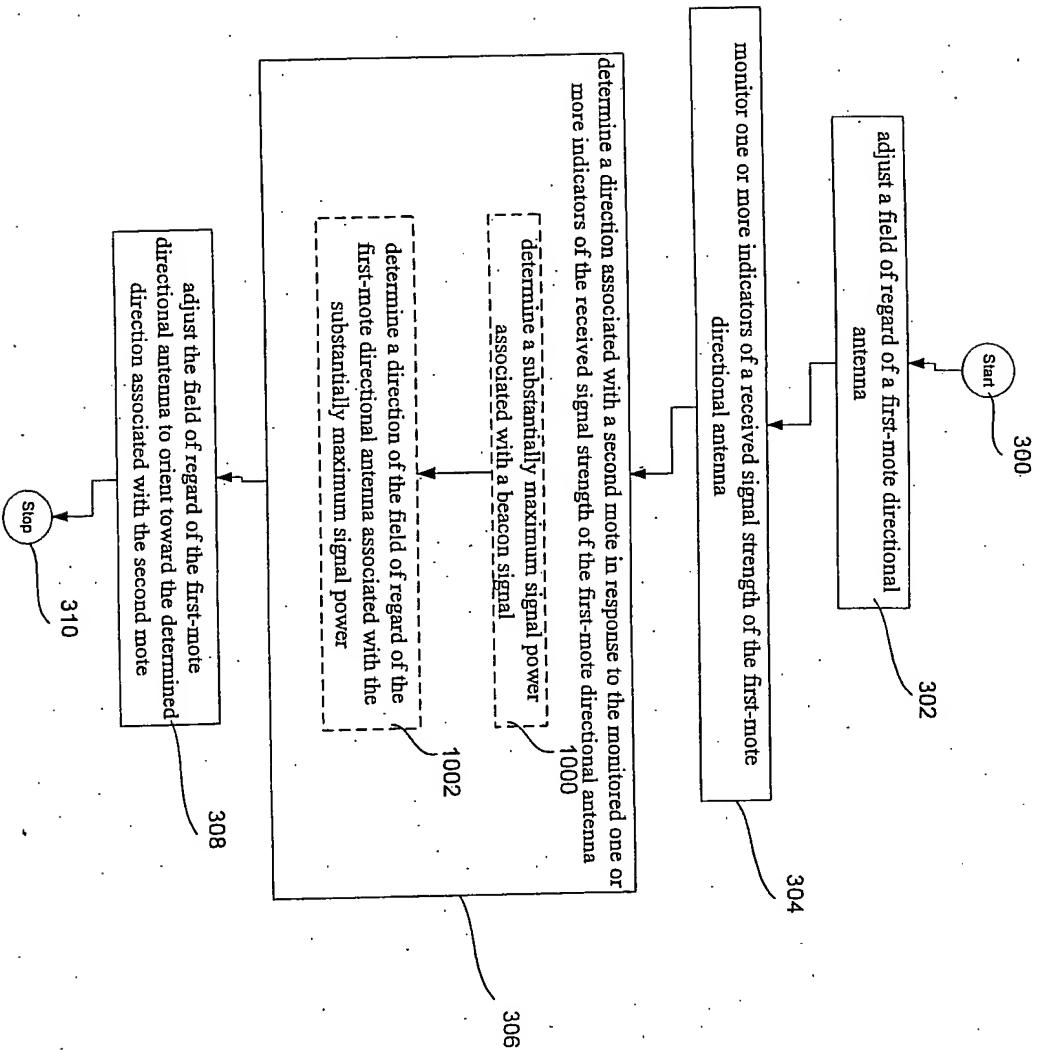 Start
300
adjust a field of regard of a first-mote directional
antenna
302
monitor one or more indicators of a received signal strength of the first-mote
directional antenna
304
determine a direction associated with a second mote in response to the monitored one or
more indicators of the received signal strength of the first-mote directional antenna
determine a substantially maximum signal power
associated with a beacon signal
1000
determine a direction of the field of regard of the
first-mote directional antenna associated with the
substantially maximum signal power
1002
306
adjust the field of regard of the first-mote
directional antenna to orient toward the determined
direction associated with the second mote
308
Stop
310